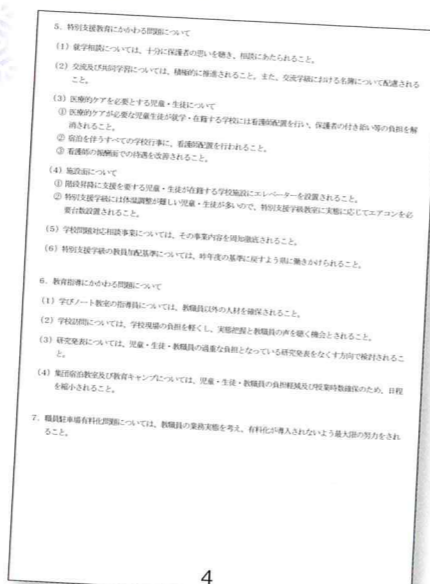 5．特別支援教育にかかわる問題について
(1) 就学相談については、十分に保護者の思いを聴き、相談にあたられること。
(2) 交流及び共同学習については、積極的に推進されること。また、交流学級における名簿について配慮される
こと。
(3) 医療的ケアを必要とする児童・生徒について
① 医療的ケアが必要な児童生徒が就学・在籍する学校には看護師配置を行い、保護者の付き添い等の負担を解
消されること。
② 宿泊を伴うすべての学校行事に、看護師配置を行われること。
③ 看護師の報酬面での待遇を改善されること。
(4) 施設面について
① 階段昇降に支援を要する児童・生徒が在籍する学校施設にエレベーターを設置されること。
② 特別支援学級には体温調整が難しい児童・生徒が多いので、特別支援学級教室に実態に応じてエアコンを必
要台数設置されること。
(5) 学校問題対応相談事業については、その事業内容を周知徹底されること。
(6) 特別支援学級の教員加配基準については、昨年度の基準に戻すよう県に働きかけられること。
6．教育指導にかかわる問題について
(1) 学びノート教室の指導員については、教職員以外の人材を確保されること。
(2) 学校訪問については、学校現場の負担を軽くし、実態把握と教職員の声を聴く機会とされること。
(3) 研究発表については、児童・生徒・教職員の過重な負担となっている研究発表をなくす方向で検討されるこ
と。
(4) 集団宿泊教室及び教育キャンプについては、児童・生徒・教職員の負担軽減及び授業時数確保のため、日程
を縮小されること。
7．職員駐車場有料化問題については、教職員の業務実態を考え、有料化が導入されないよう最大限の努力をされ
ること。
4